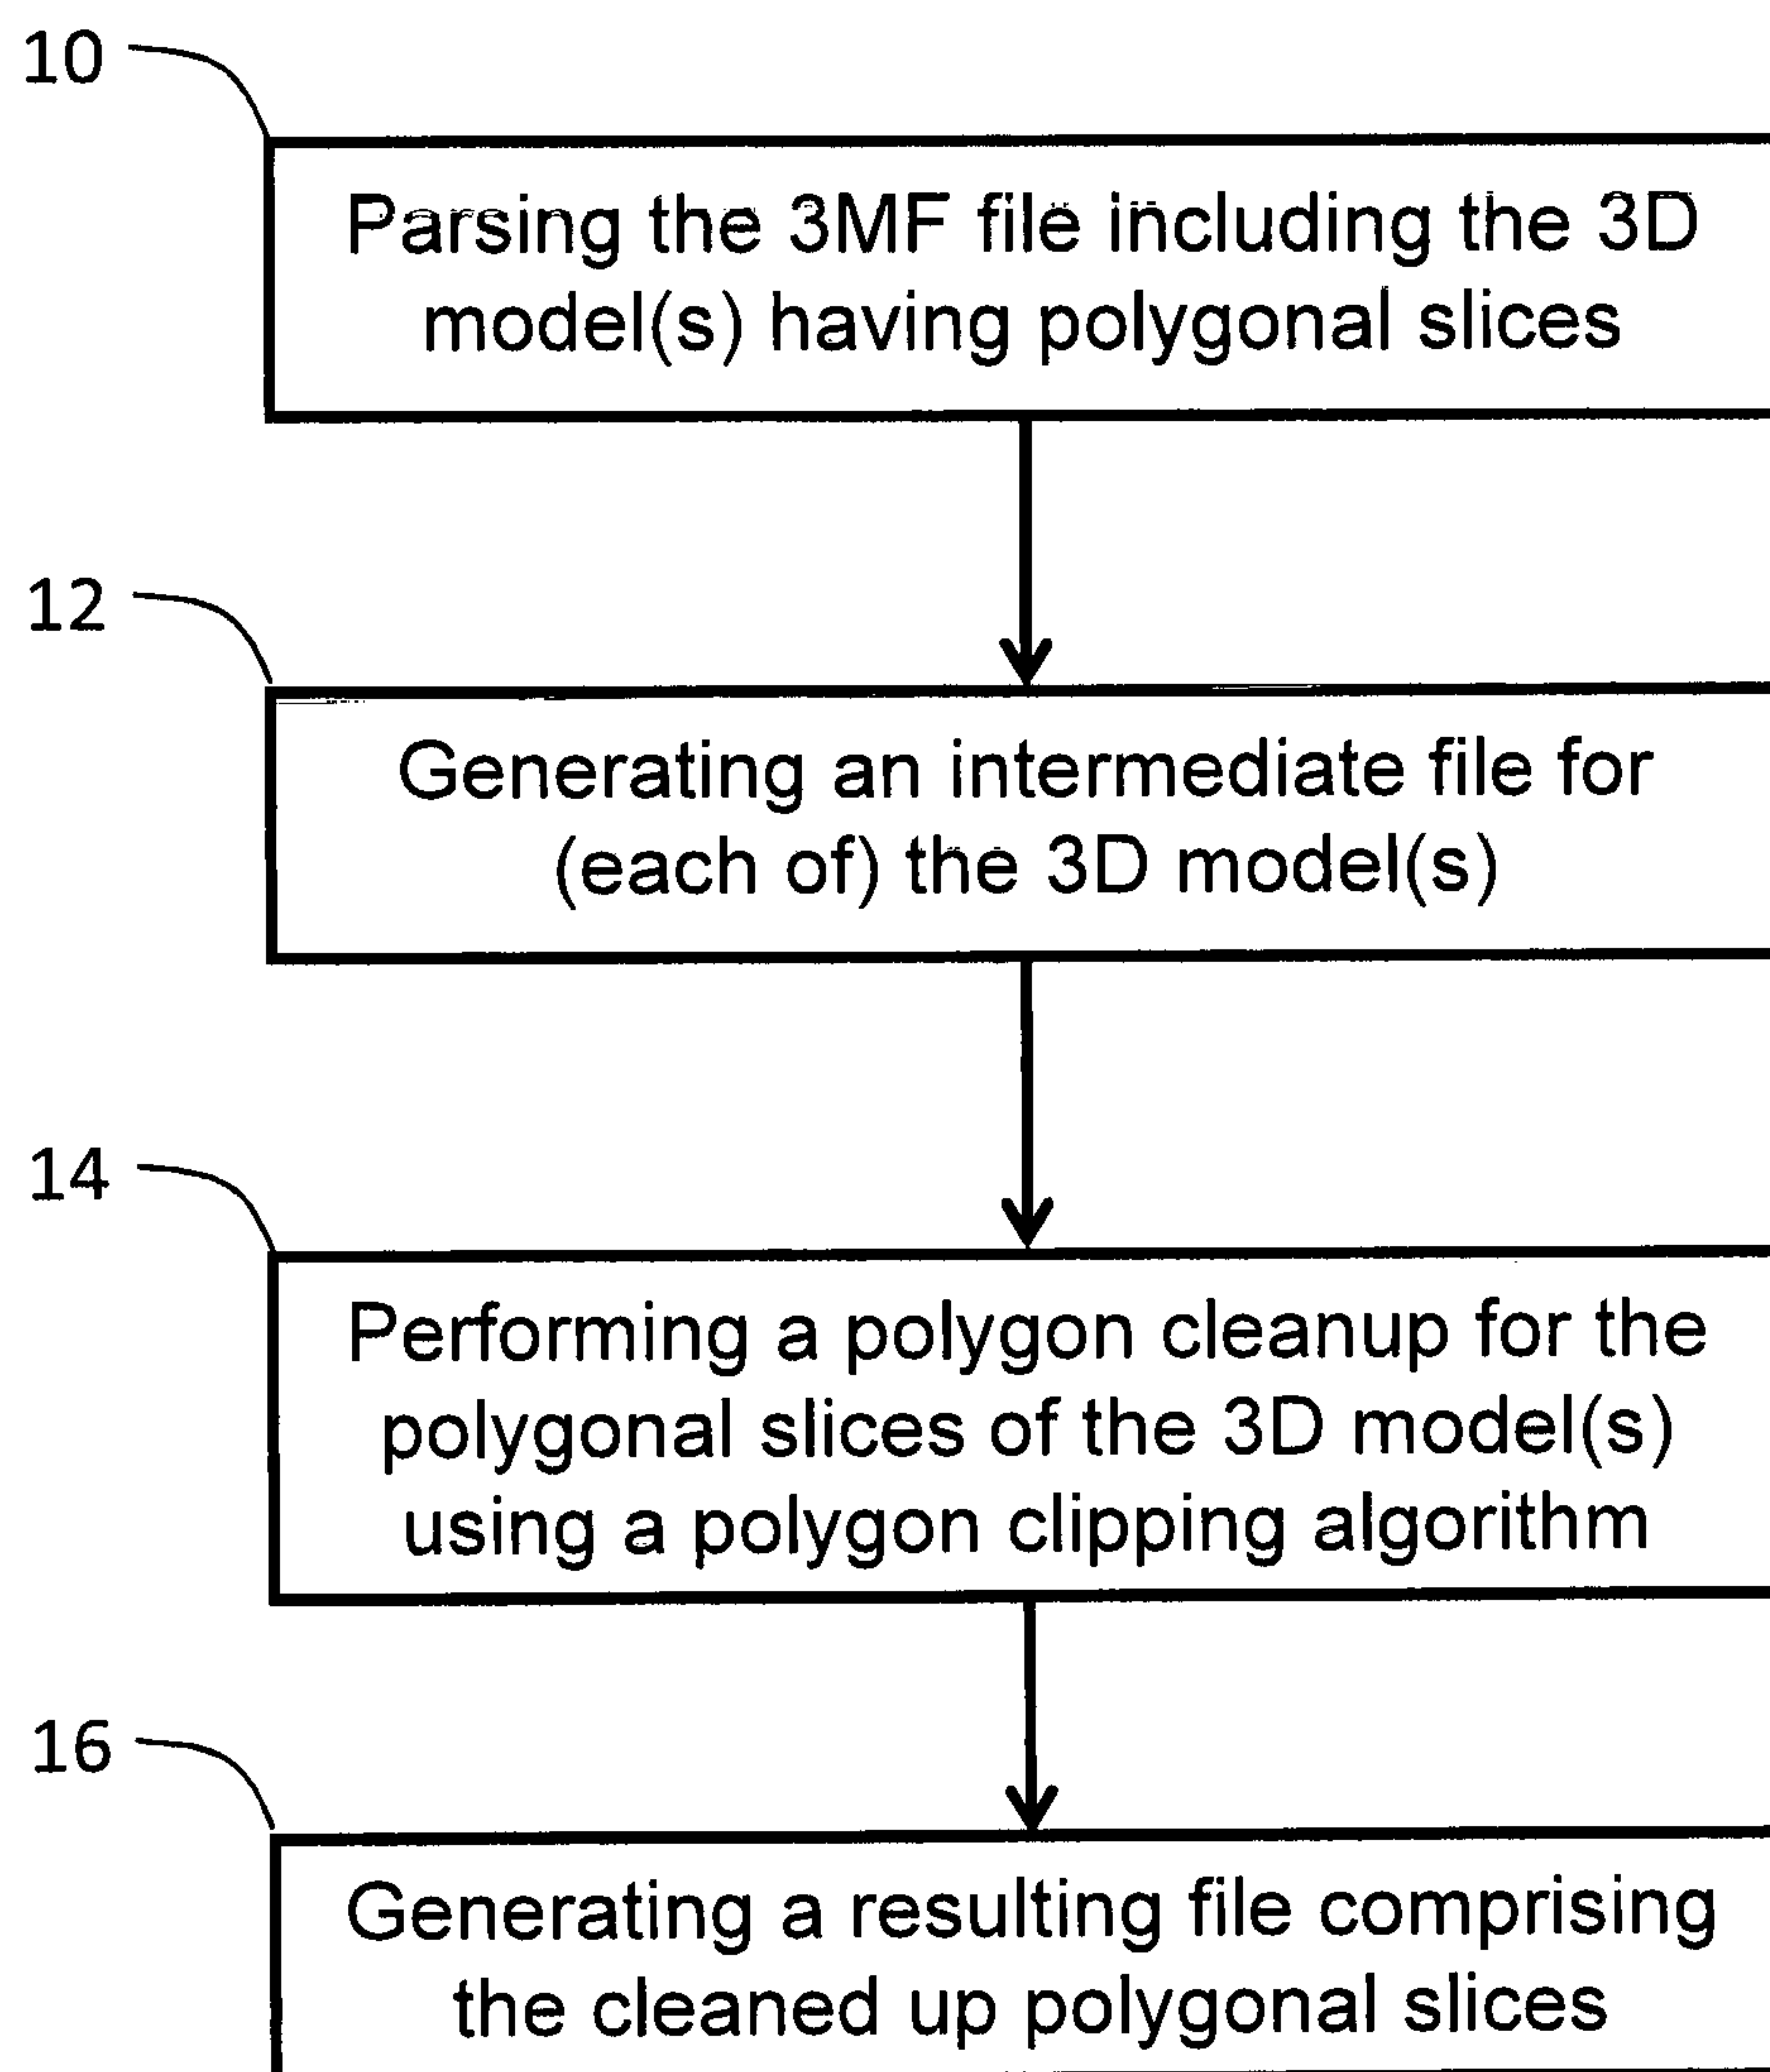 10
Parsing the 3MF file including the 3D
model(s) having polygonal slices
12
Generating an intermediate file for
(each of) the 3D model(s)
14
Performing a polygon cleanup for the
polygonal slices of the 3D model(s)
using a polygon clipping algorithm
16
Generating a resulting file comprising
the cleaned up polygonal slices